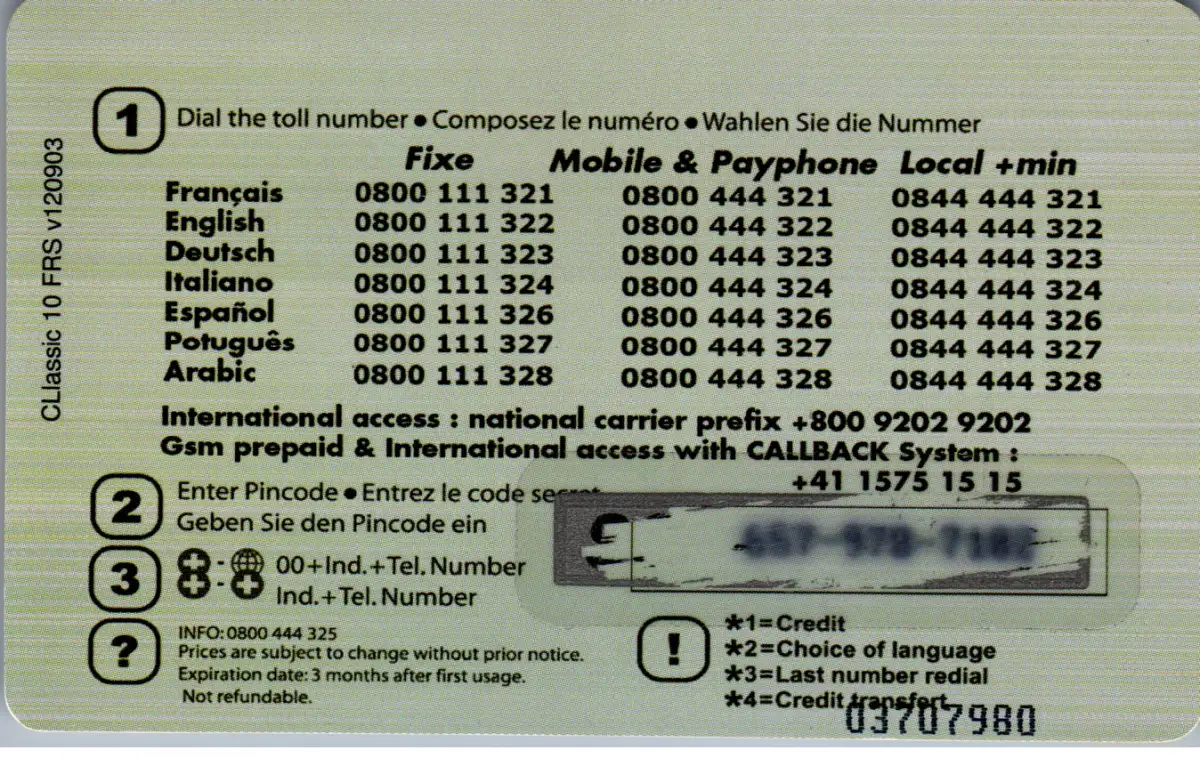 CLlassic 10 FRS v120903
1 Dial the toll number ● Composez le numéro ● Wahlen Sie die Nummer
Fixe Mobile & Payphone Local +min
Français 0800 111 321 0800 444 321 0844 444 321
English 0800 111 322 0800 444 322 0844 444 322
Deutsch 0800 111 323 0800 444 323 0844 444 323
Italiano 0800 111 324 0800 444 324 0844 444 324
Español 0800 111 326 0800 444 326 0844 444 326
Potuguês 0800 111 327 0800 444 327 0844 444 327
Arabic 0800 111 328 0800 444 328 0844 444 328
International access : national carrier prefix +800 9202 9202
Gsm prepaid & International access with CALLBACK System :
+41 1575 15 15
2 Enter Pincode ● Entrez le code secret
Geben Sie den Pincode ein
3 - 00+Ind.+Tel. Number
- Ind.+Tel. Number
? INFO: 0800 444 325
Prices are subject to change without prior notice.
Expiration date: 3 months after first usage.
Not refundable.
! *1=Credit
*2=Choice of language
*3=Last number redial
*4=Credit transfert
03707980